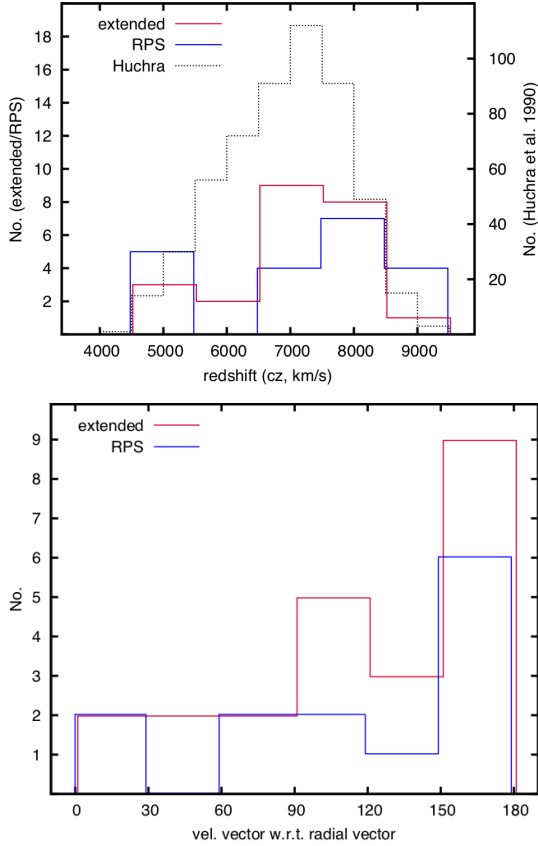 extended
RPS
Huchra
18
16
14
12
10
8
6
4
2
No. (extended/RPS)
100
80
60
40
20
No. (Huchra et al. 1990)
4000 5000 6000 7000 8000 9000
redshift (cz, km/s)
extended
RPS
9
8
7
6
5
4
3
2
1
No.
0 30 60 90 120 150 180
vel. vector w.r.t. radial vector